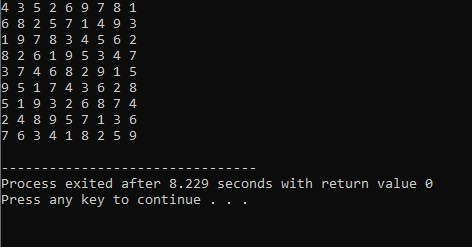 4 3 5 2 6 9 7 8 1
6 8 2 5 7 1 4 9 3
1 9 7 8 3 4 5 6 2
8 2 6 1 9 5 3 4 7
3 7 4 6 8 2 9 1 5
9 5 1 7 4 3 6 2 8
5 1 9 3 2 6 8 7 4
2 4 8 9 5 7 1 3 6
7 6 3 4 1 8 2 5 9
--------------------------------
Process exited after 8.229 seconds with return value 0
Press any key to continue . . .